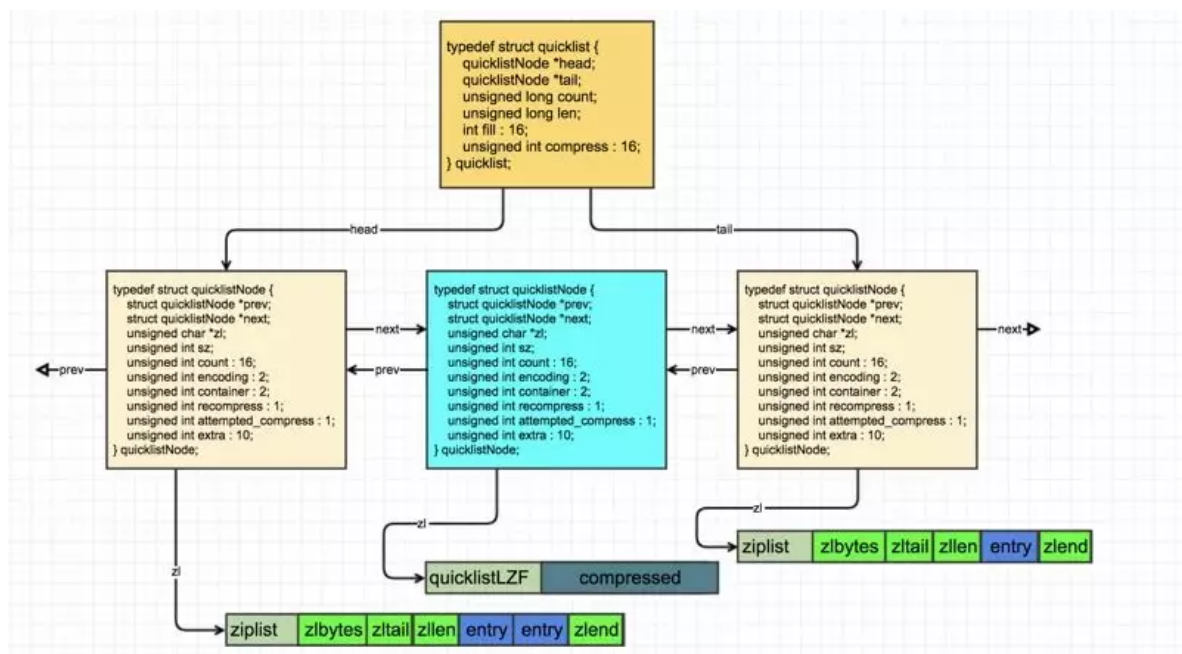 typedef struct quicklist {
quicklistNode *head;
quicklistNode *tail;
unsigned long count;
unsigned long len;
int fill : 16;
unsigned int compress : 16;
} quicklist;
head
tail
typedef struct quicklistNode {
struct quicklistNode *prev;
struct quicklistNode *next;
unsigned char *zl;
unsigned int sz;
unsigned int count : 16;
unsigned int encoding : 2;
unsigned int container : 2;
unsigned int recompress : 1;
unsigned int attempted_compress : 1;
unsigned int extra : 10;
} quicklistNode;
typedef struct quicklistNode {
struct quicklistNode *prev;
struct quicklistNode *next;
unsigned char *zl;
unsigned int sz;
unsigned int count : 16;
unsigned int encoding : 2;
unsigned int container : 2;
unsigned int recompress : 1;
unsigned int attempted_compress : 1;
unsigned int extra : 10;
} quicklistNode;
typedef struct quicklistNode {
struct quicklistNode *prev;
struct quicklistNode *next;
unsigned char *zl;
unsigned int sz;
unsigned int count : 16;
unsigned int encoding : 2;
unsigned int container : 2;
unsigned int recompress : 1;
unsigned int attempted_compress : 1;
unsigned int extra : 10;
} quicklistNode;
next
next
next
prev
prev
prev
zl
ziplist zlbytes zltail zllen entry zlend
zl
quicklistLZF compressed
zl
ziplist zlbytes zltail zllen entry entry zlend